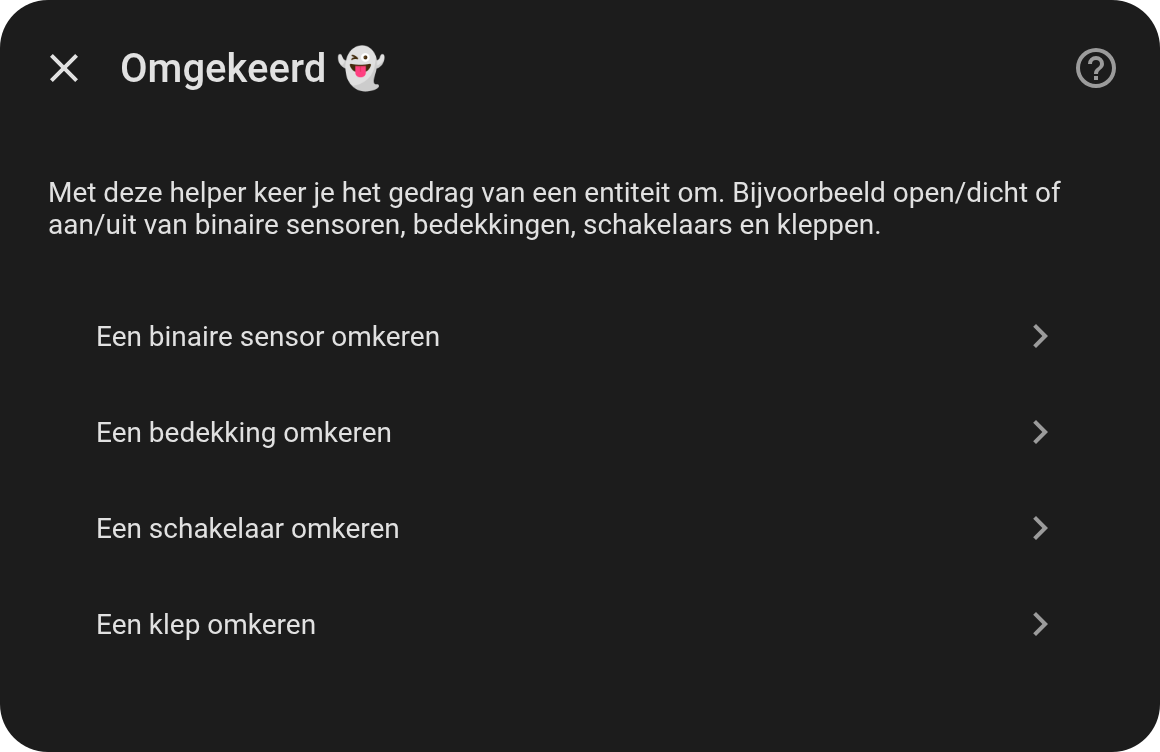 Omgekeerd 👻
Met deze helper keer je het gedrag van een entiteit om. Bijvoorbeeld open/dicht of
aan/uit van binaire sensoren, bedekkingen, schakelaars en kleppen.
Een binaire sensor omkeren
Een bedekking omkeren
Een schakelaar omkeren
Een klep omkeren